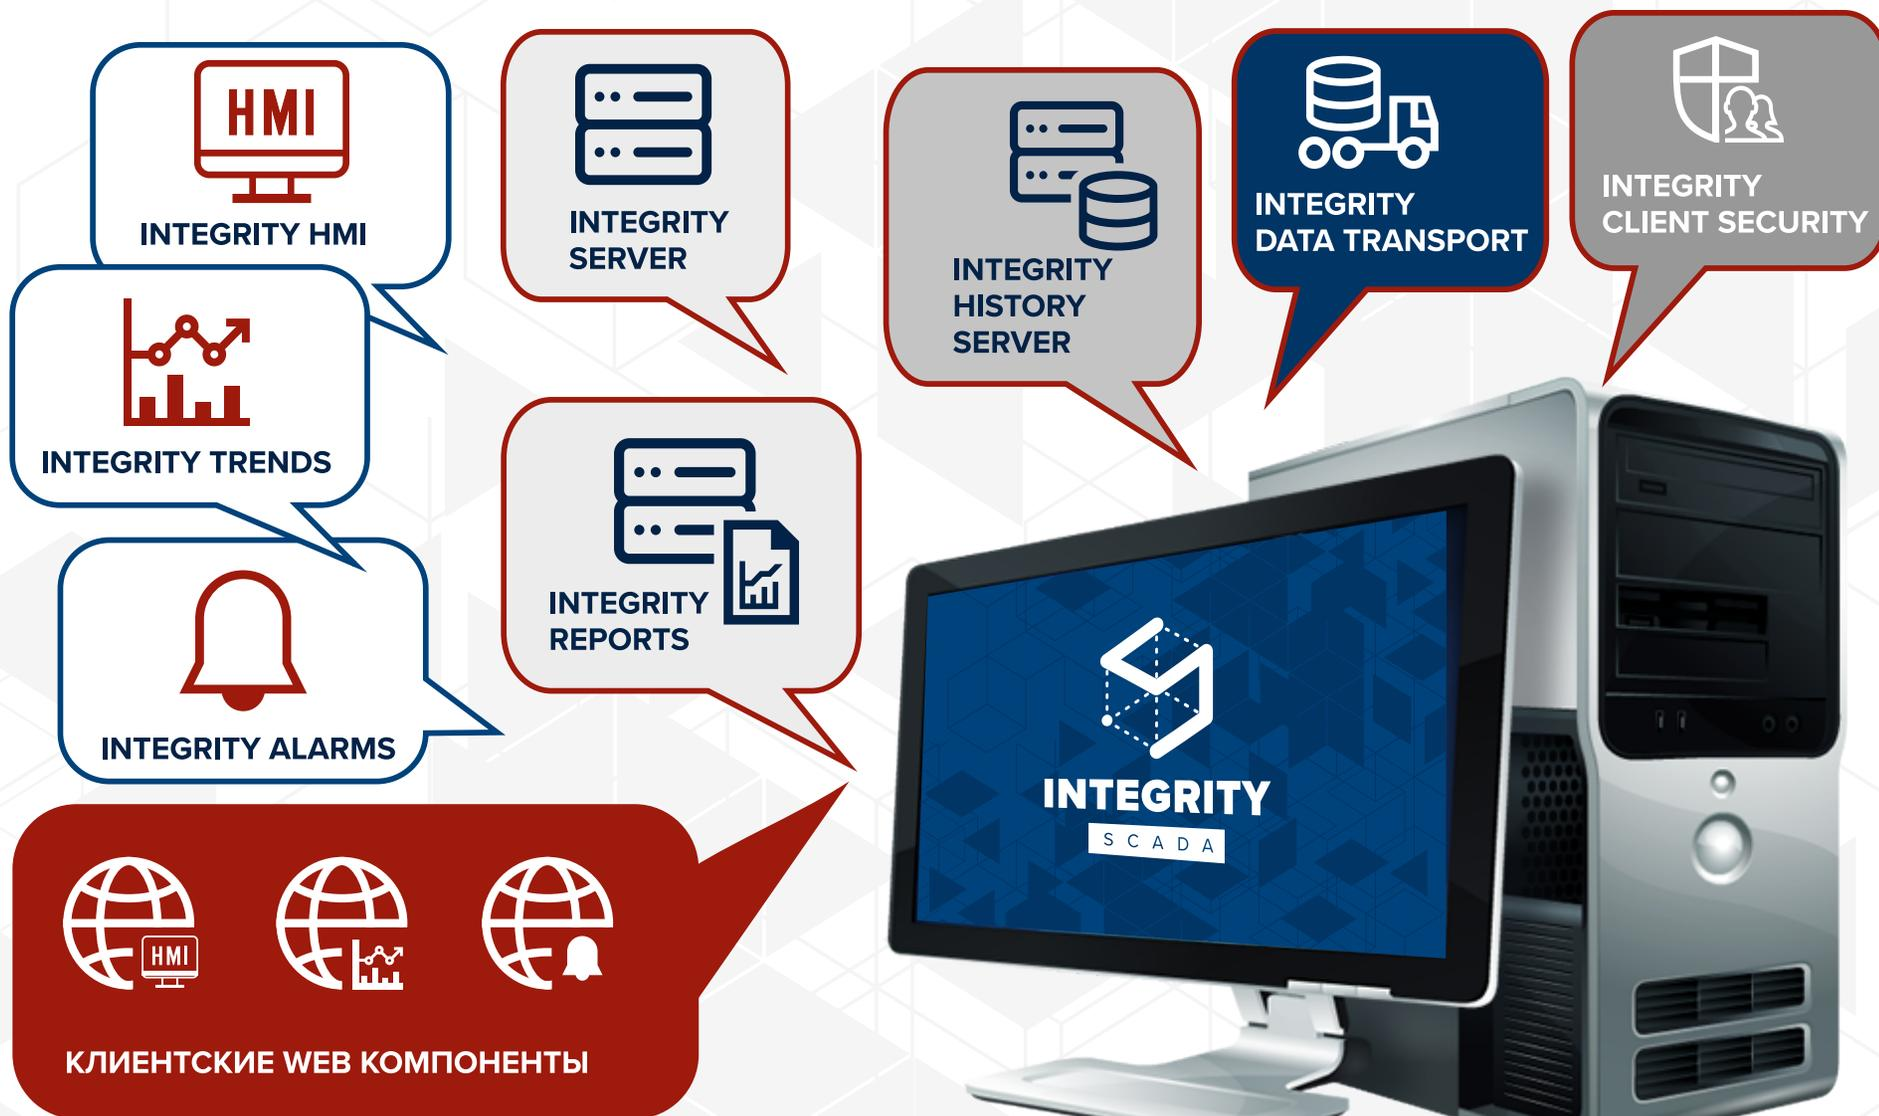 HMI
INTEGRITY HMI
INTEGRITY
SERVER
INTEGRITY
HISTORY
SERVER
INTEGRITY
DATA TRANSPORT
INTEGRITY
CLIENT SECURITY
INTEGRITY TRENDS
INTEGRITY
REPORTS
INTEGRITY ALARMS
INTEGRITY
SCADA
HMI
КЛИЕНТСКИЕ WEB КОМПОНЕНТЫ